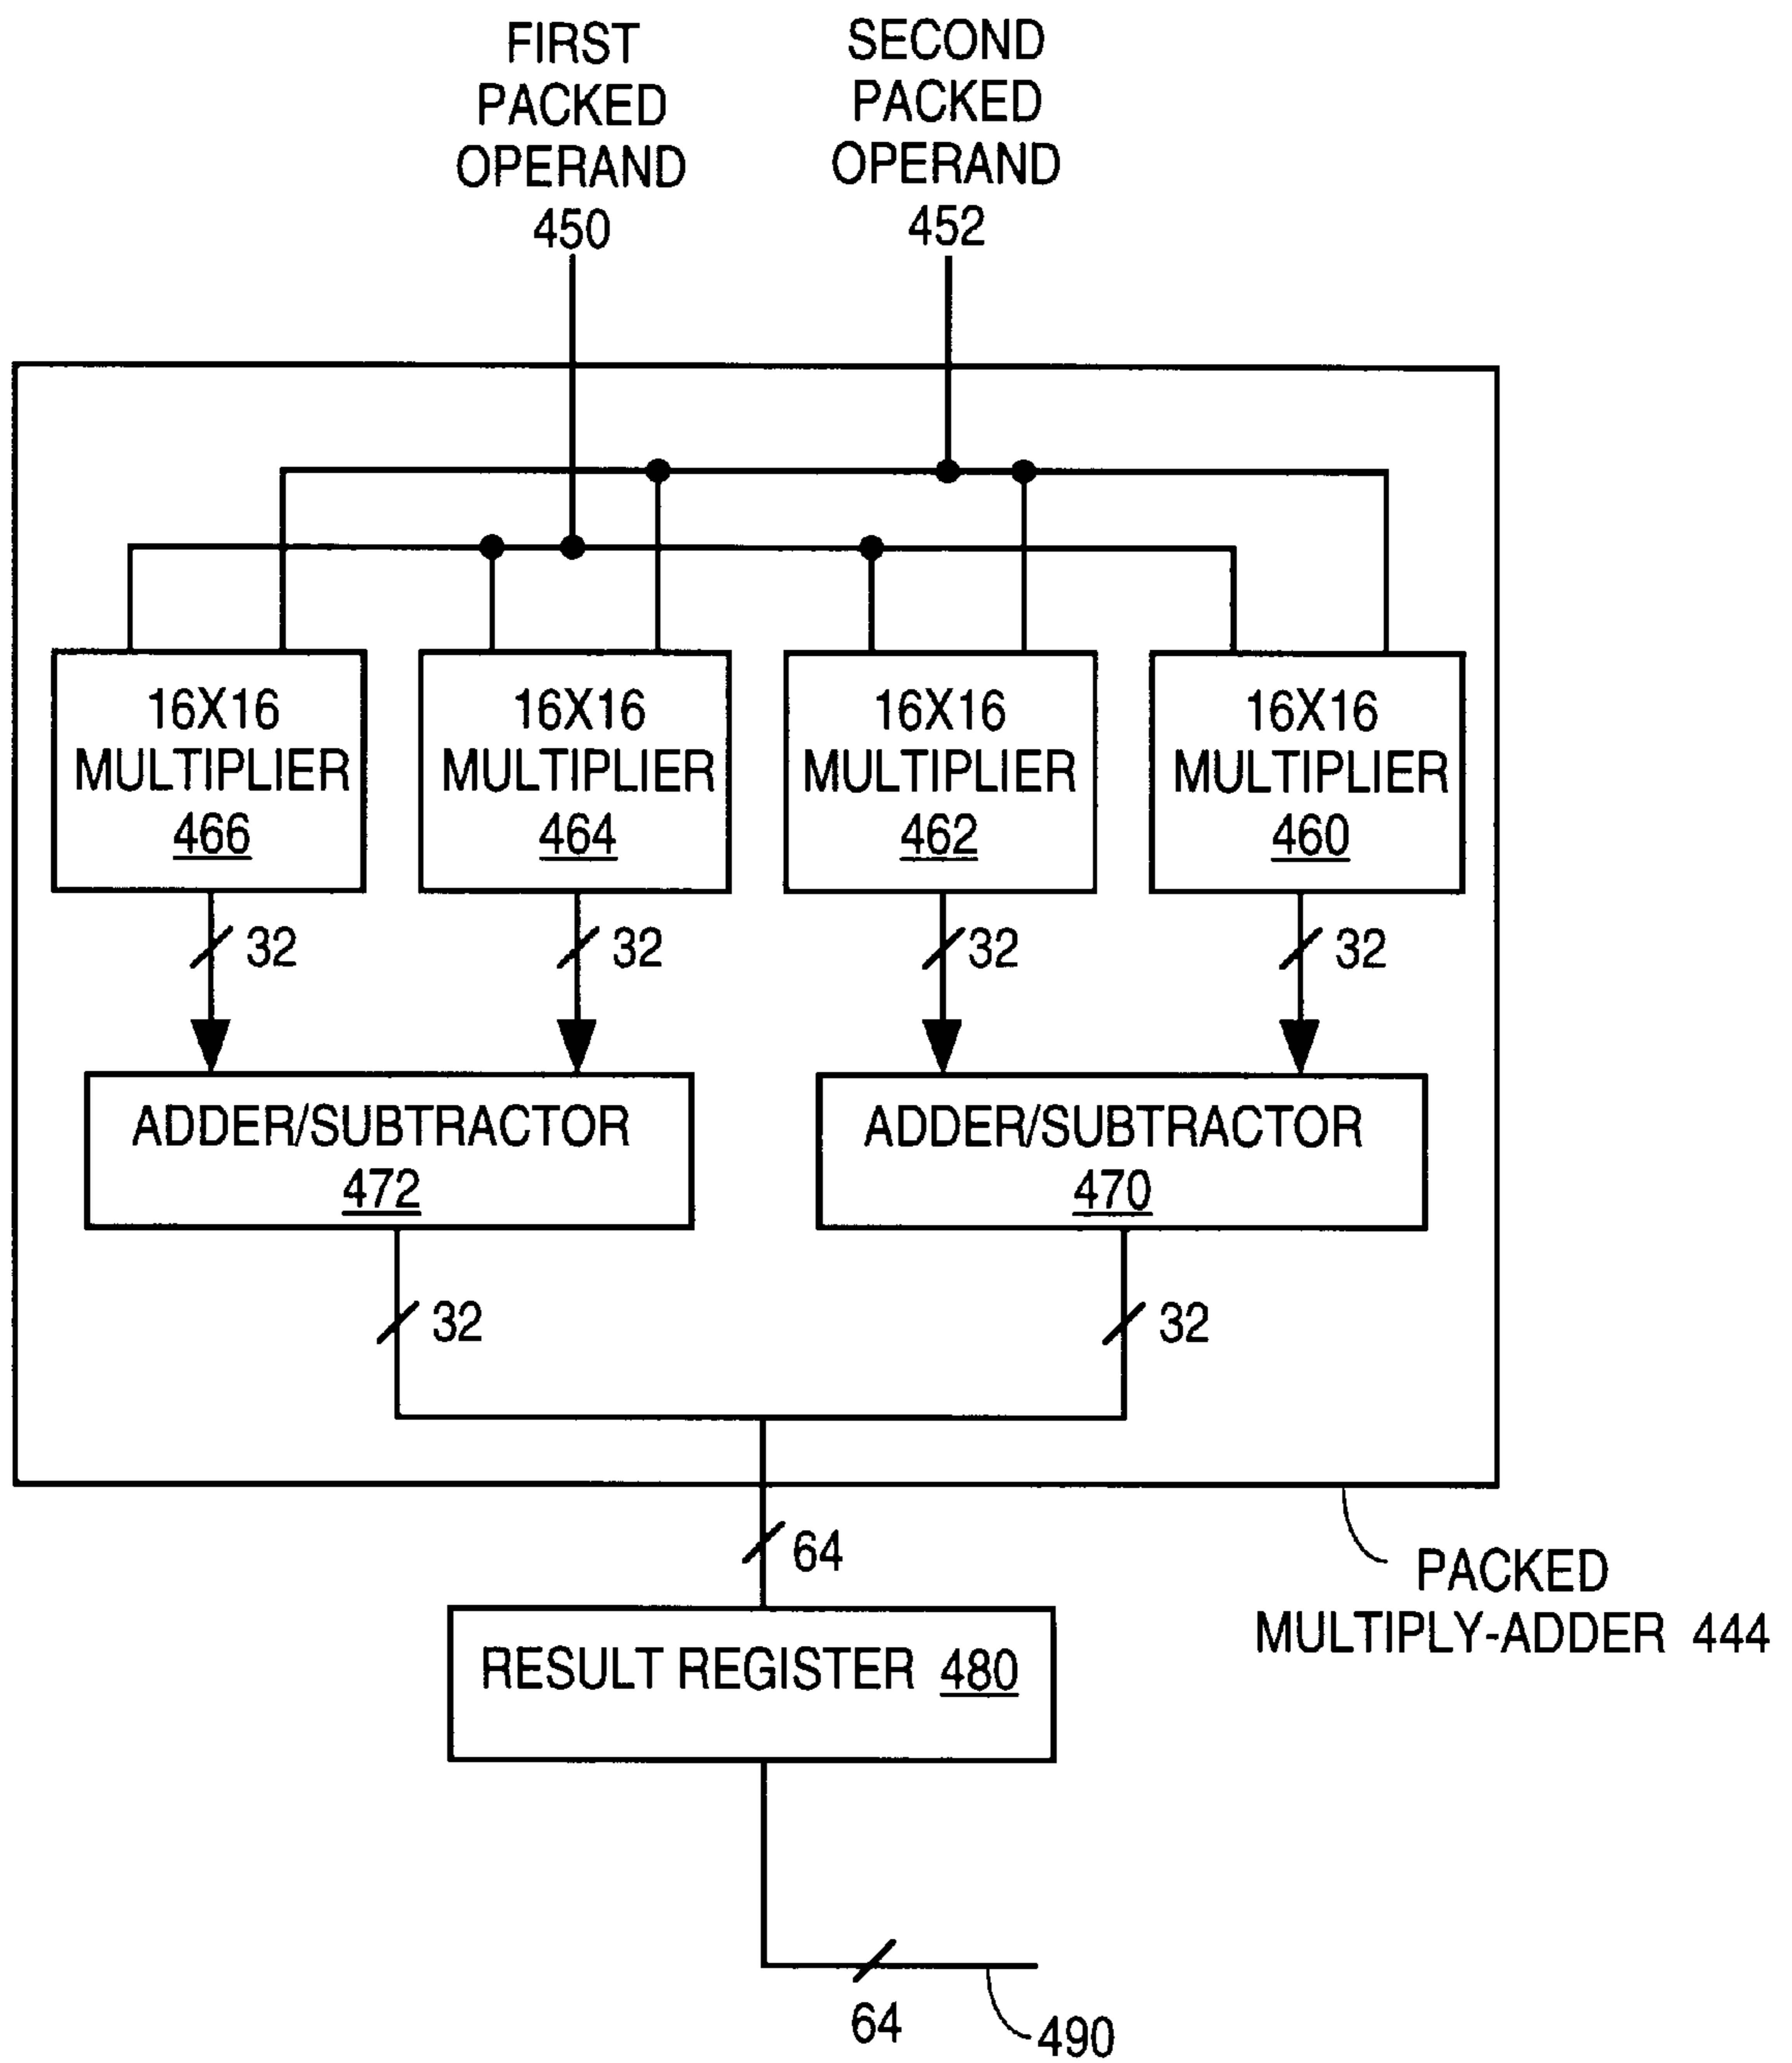 FIRST
PACKED
OPERAND
450
SECOND
PACKED
OPERAND
452
16X16
MULTIPLIER
466
16X16
MULTIPLIER
464
16X16
MULTIPLIER
462
16X16
MULTIPLIER
460
32
32
32
32
ADDER/SUBTRACTOR
472
ADDER/SUBTRACTOR
470
32
32
64
PACKED
MULTIPLY-ADDER 444
RESULT REGISTER 480
64
490